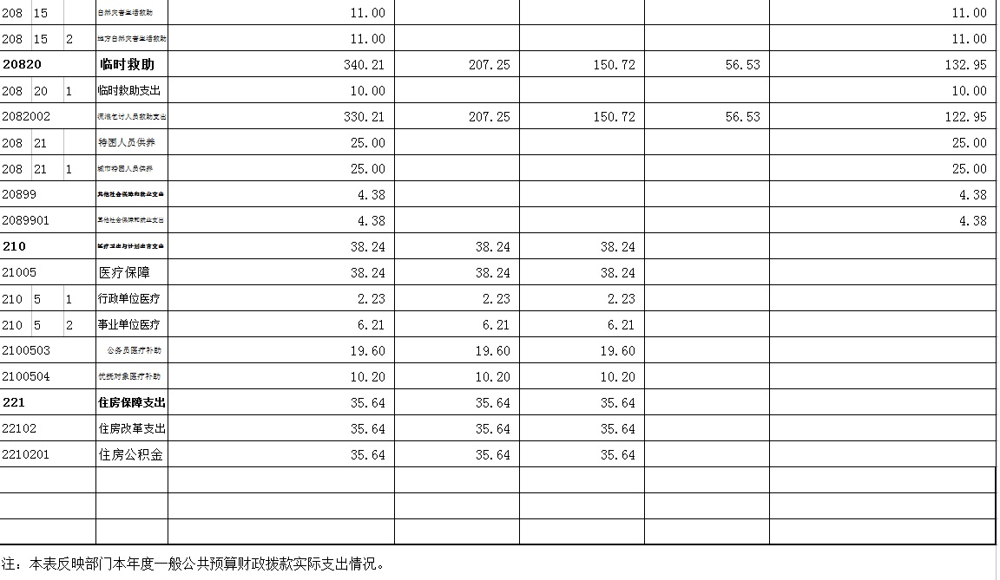 208 15 自然灾害生活救助 11.00 11.00
208 15 2 地方自然灾害生活救助 11.00 11.00
20820 临时救助 340.21 207.25 150.72 56.53 132.95
208 20 1 临时救助支出 10.00 10.00
2082002 流浪乞讨人员救助支出 330.21 207.25 150.72 56.53 122.95
208 21 特困人员供养 25.00 25.00
208 21 1 城市特困人员供养 25.00 25.00
20899 其他社会保障和就业支出 4.38 4.38
2089901 其他社会保障和就业支出 4.38 4.38
210 医疗卫生与计划生育支出 38.24 38.24 38.24
21005 医疗保障 38.24 38.24 38.24
210 5 1 行政单位医疗 2.23 2.23 2.23
210 5 2 事业单位医疗 6.21 6.21 6.21
2100503 公务员医疗补助 19.60 19.60 19.60
2100504 优抚对象医疗补助 10.20 10.20 10.20
221 住房保障支出 35.64 35.64 35.64
22102 住房改革支出 35.64 35.64 35.64
2210201 住房公积金 35.64 35.64 35.64
注：本表反映部门本年度一般公共预算财政拨款实际支出情况。